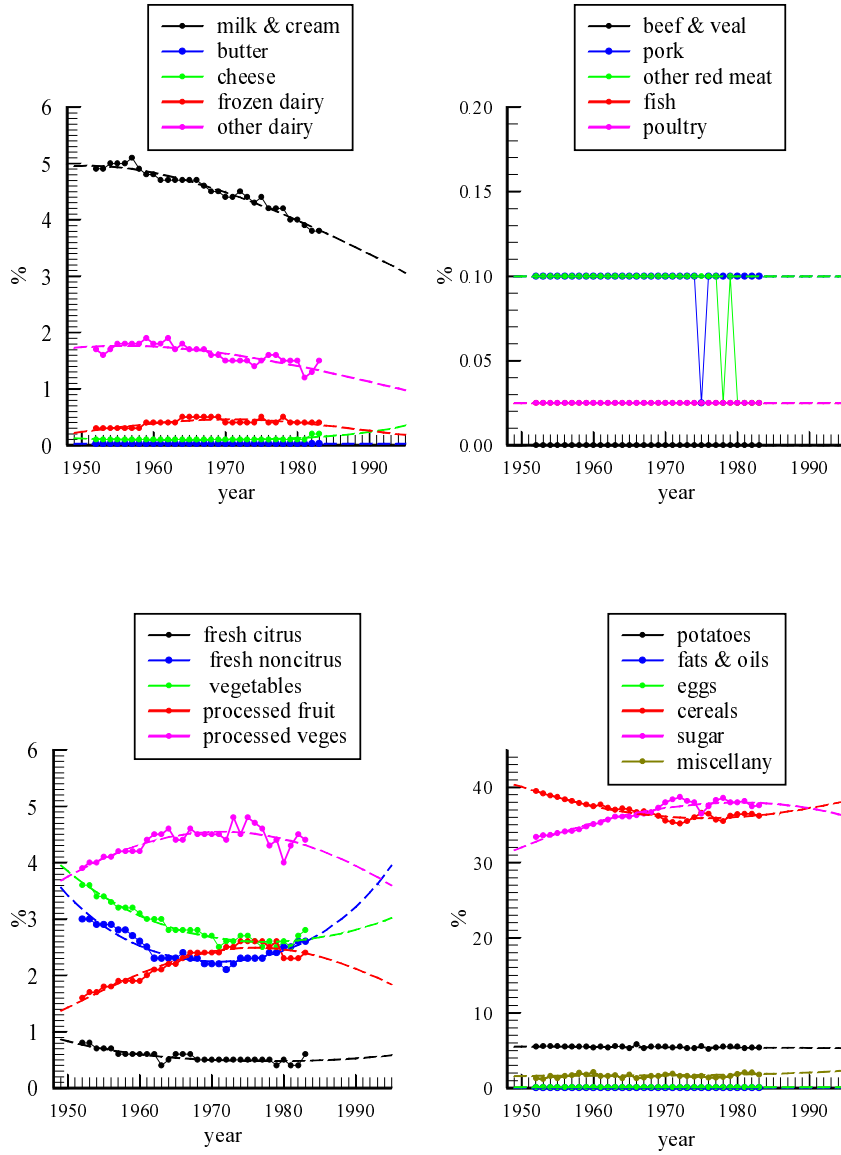 milk & cream
butter
cheese
frozen dairy
other dairy
6
5
4
3
2
1
0
%
1950 1960 1970 1980 1990
year
beef & veal
pork
other red meat
fish
poultry
0.20
0.20
0.10
0.05
0.00
%
1950 1960 1970 1980 1990
year
fresh citrus
fresh noncitrus
vegetables
processed fruit
processed veges
6
5
4
3
2
1
0
%
1950 1960 1970 1980 1990
year
potatoes
fats & oils
eggs
cereals
sugar
miscellany
40
30
20
10
0
%
1950 1960 1970 1980 1990
year